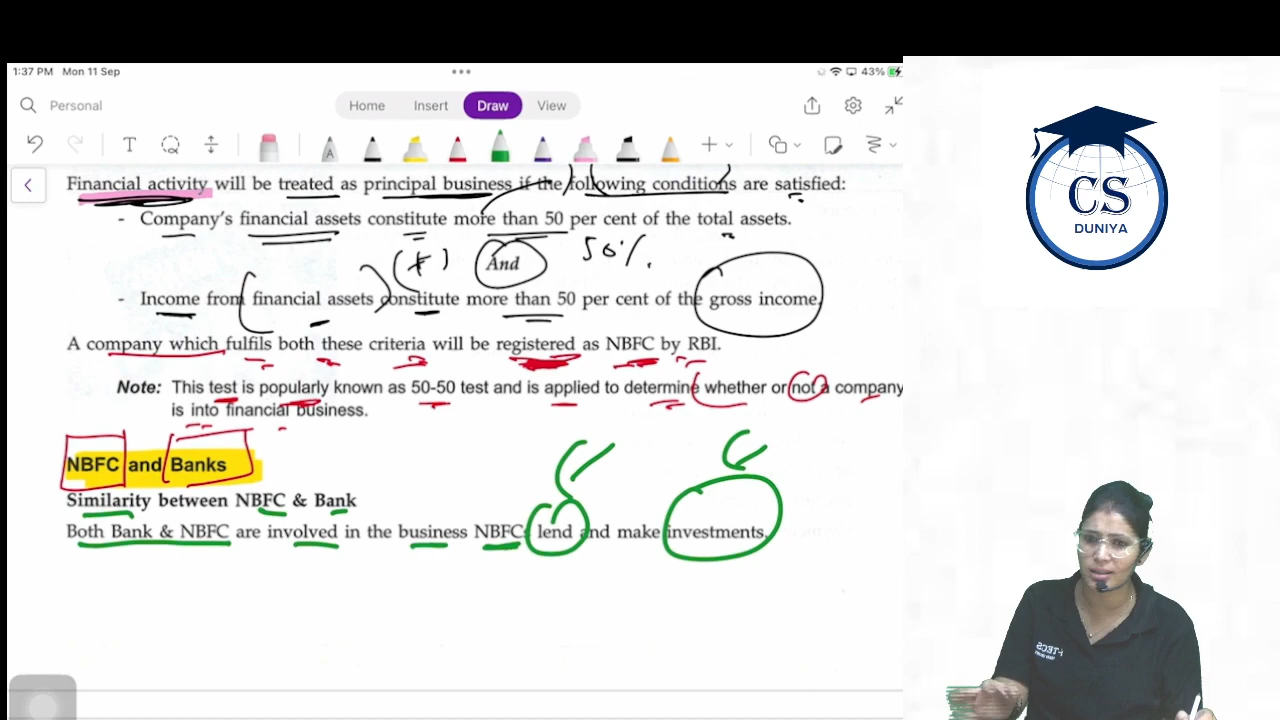 1:37 PM Mon 11 Sep
43%
Personal
Home Insert Draw View
Financial activity will be treated as principal business if the following conditions are satisfied:
- Company's financial assets constitute more than 50 per cent of the total assets.
(+) And 50%.
- Income from financial assets constitute more than 50 per cent of the gross income.
A company which fulfils both these criteria will be registered as NBFC by RBI.
Note: This test is popularly known as 50-50 test and is applied to determine whether or not a company
is into financial business.
NBFC and Banks
Similarity between NBFC & Bank
Both Bank & NBFC are involved in the business NBFCs lend and make investments.
CS
DUNIYA